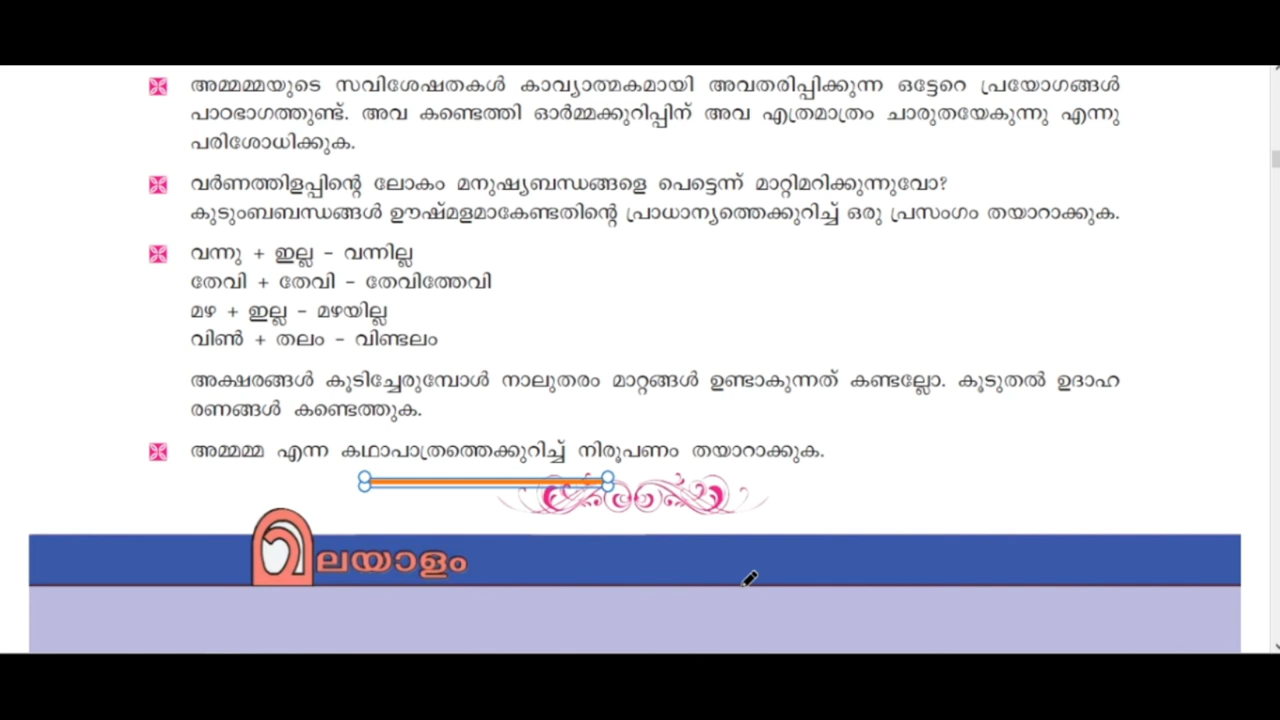 അമ്മമ്മയുടെ സവിശേഷതകൾ കാവ്യാത്മകമായി അവതരിപ്പിക്കുന്ന ഒട്ടേറെ പ്രയോഗങ്ങൾ
പാഠഭാഗത്തുണ്ട്. അവ കണ്ടെത്തി ഓർമ്മക്കുറിപ്പിന് അവ എത്രമാത്രം ചാരുതയേകുന്നു എന്നു
പരിശോധിക്കുക.
വർണത്തിളപ്പിന്റെ ലോകം മനുഷ്യബന്ധങ്ങളെ പെട്ടെന്ന് മാറ്റിമറിക്കുന്നുവോ?
കുടുംബബന്ധങ്ങൾ ഊഷ്മളമാകേണ്ടതിന്റെ പ്രാധാന്യത്തെക്കുറിച്ച് ഒരു പ്രസംഗം തയാറാക്കുക.
വന്നു + ഇല്ല - വന്നില്ല
തേവി + തേവി - തേവിത്തേവി
മഴ + ഇല്ല - മഴയില്ല
വിൺ + തലം - വിണ്ടലം
അക്ഷരങ്ങൾ കൂടിച്ചേരുമ്പോൾ നാലുതരം മാറ്റങ്ങൾ ഉണ്ടാകുന്നത് കണ്ടല്ലോ. കൂടുതൽ ഉദാഹ
രണങ്ങൾ കണ്ടെത്തുക.
അമ്മമ്മ എന്ന കഥാപാത്രത്തെക്കുറിച്ച് നിരൂപണം തയാറാക്കുക.
മലയാളം